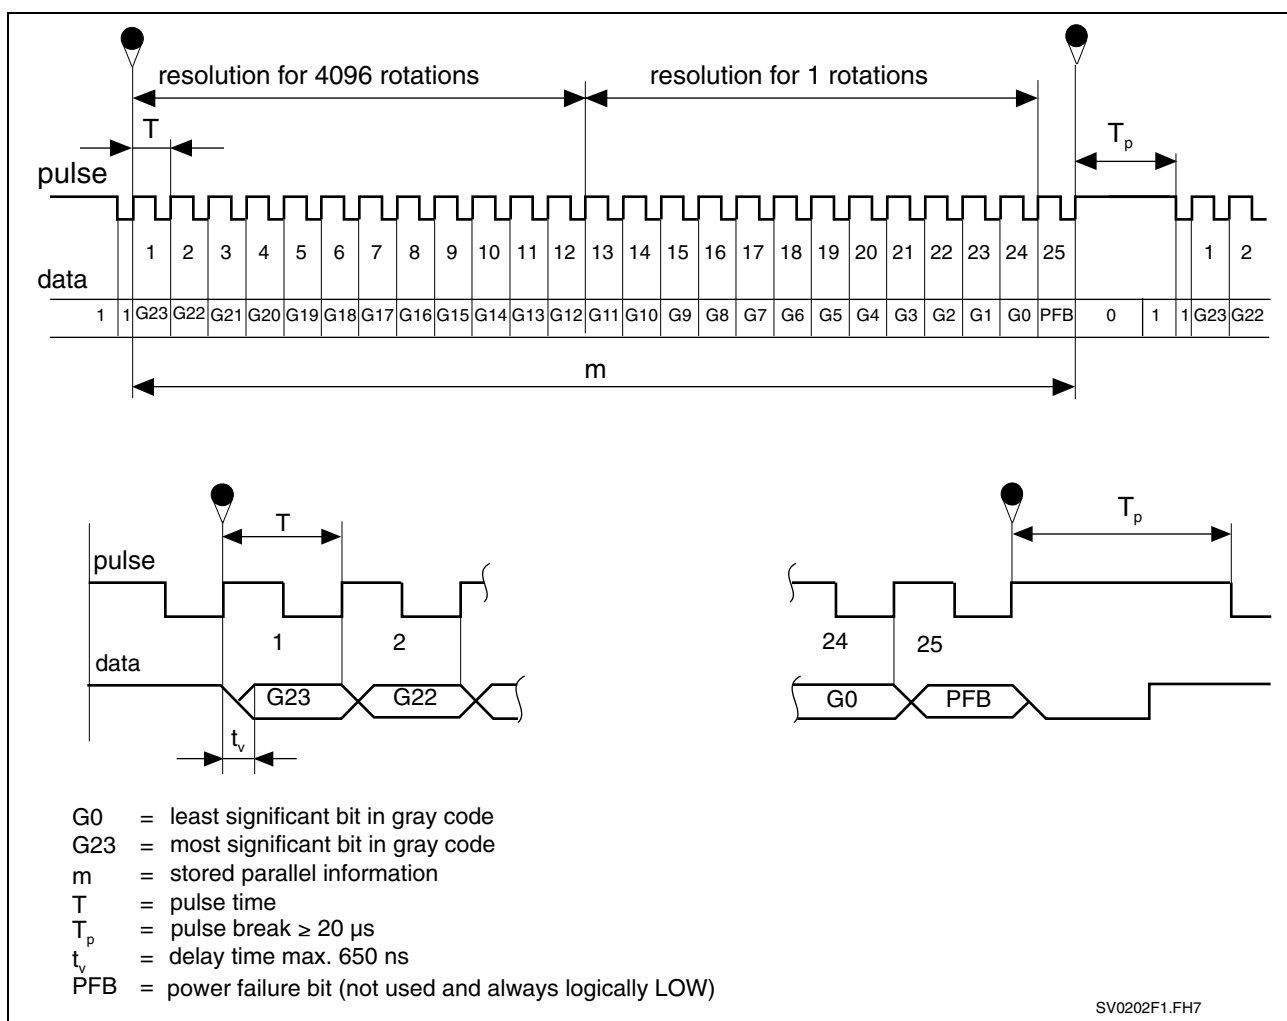 resolution for 4096 rotations resolution for 1 rotations
T
Tp
pulse
1 2 3 4 5 6 7 8 9 10 11 12 13 14 15 16 17 18 19 20 21 22 23 24 25 1 2
data
1 1 G23 G22 G21 G20 G19 G18 G17 G16 G15 G14 G13 G12 G11 G10 G9 G8 G7 G6 G5 G4 G3 G2 G1 G0 PFB 0 1 1 G23 G22
m
T Tp
pulse
1 2 24 25
data
G23 G22 G0 PFB
tv
G0 = least significant bit in gray code
G23 = most significant bit in gray code
m = stored parallel information
T = pulse time
Tp = pulse break ≥ 20 µs
tv = delay time max. 650 ns
PFB = power failure bit (not used and always logically LOW)
SV0202F1.FH7